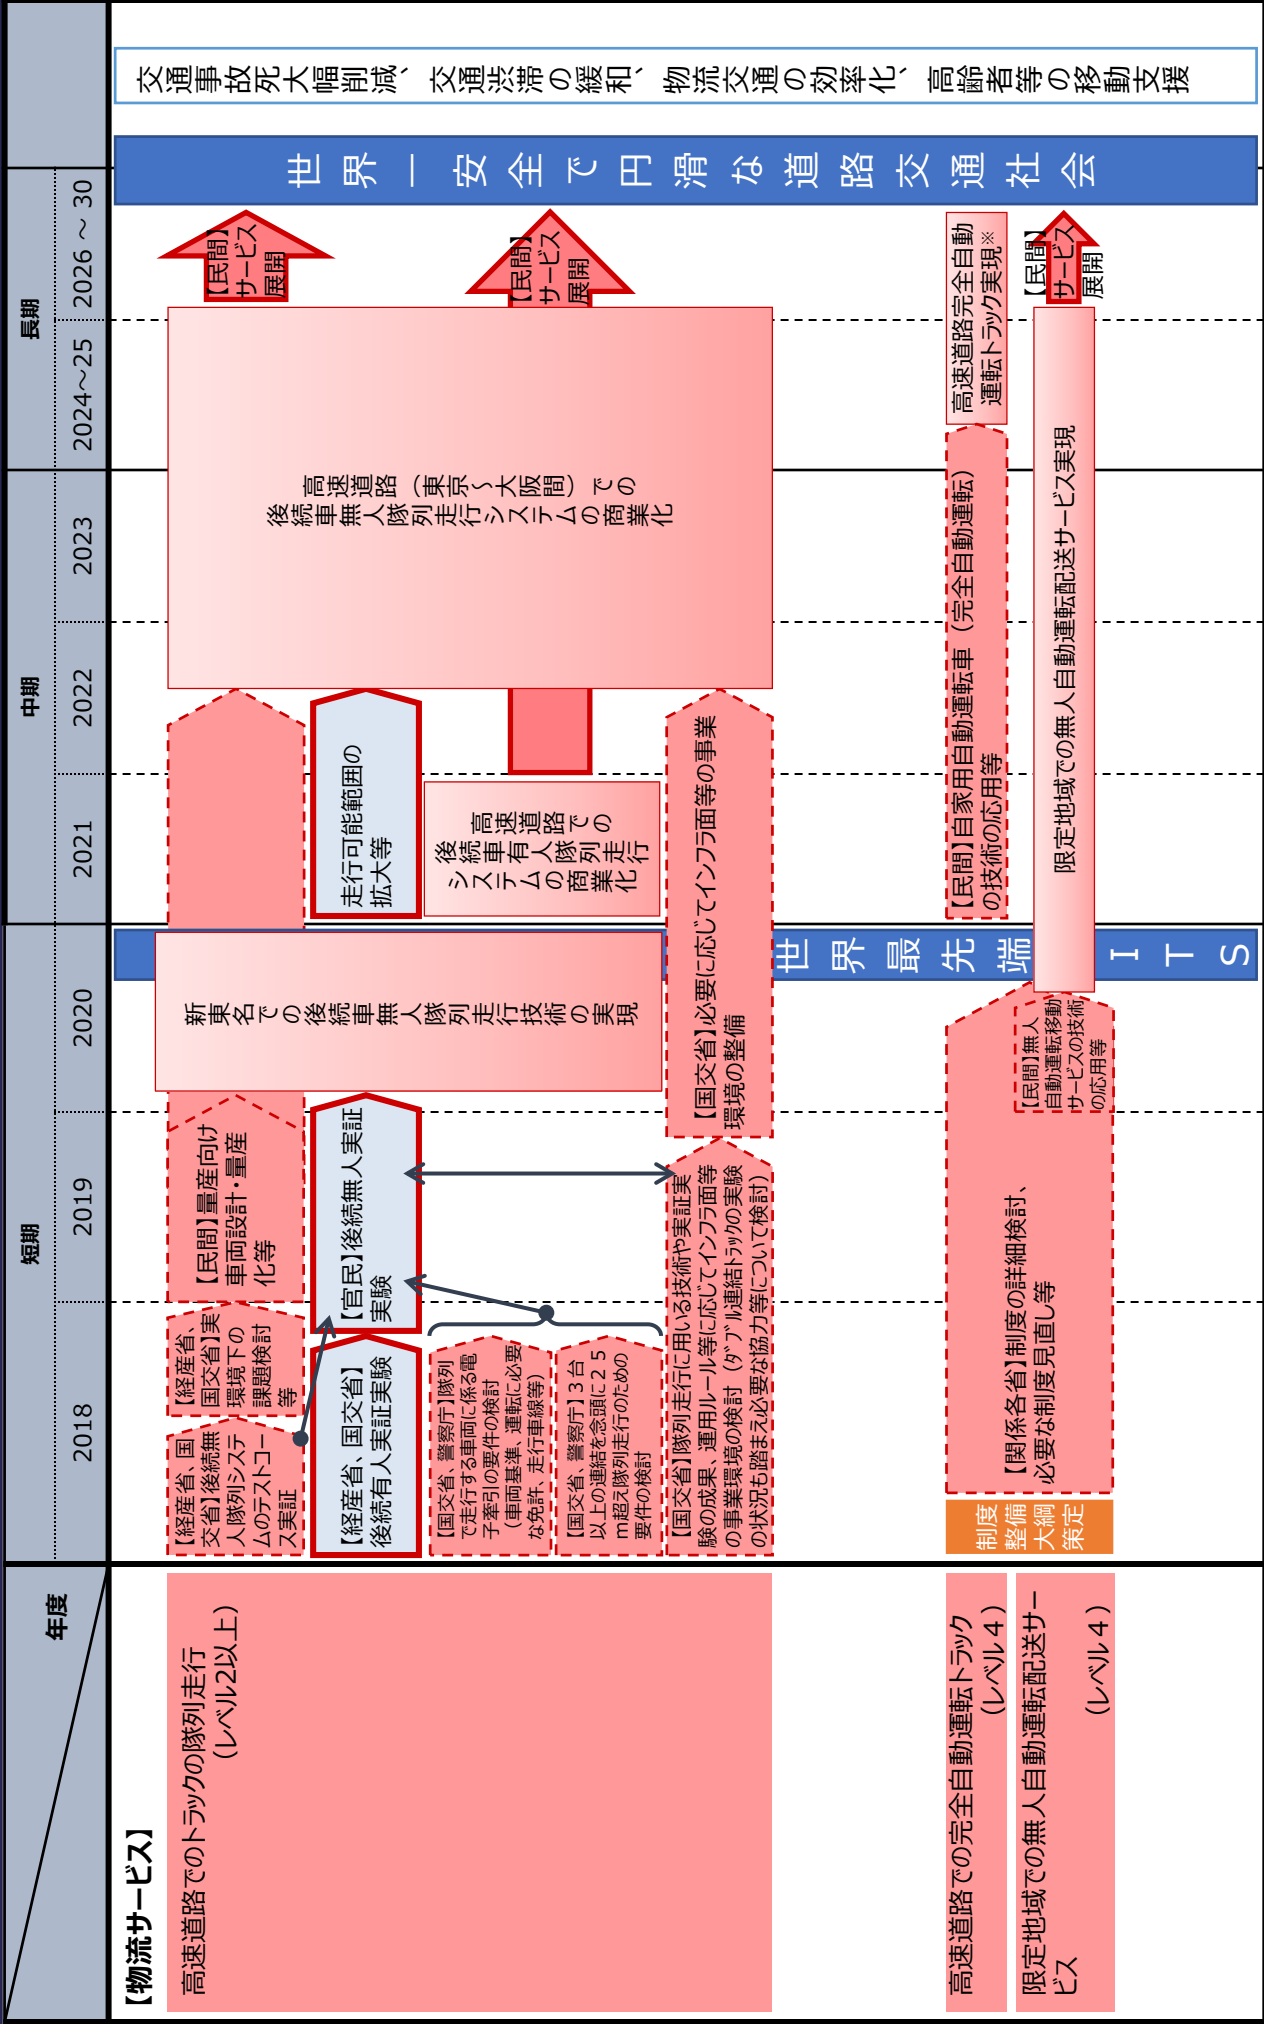 年度
短期
中期
長期
2018
2019
2020
2021
2022
2023
2024～25
2026 ～ 30
【物流サービス】
高速道路でのトラックの隊列走行
（レベル2以上）
【経産省、国
交省】後続無
人隊列システ
ムのテストコー
ス実証
【経産省、
国交省】実
環境下の
課題検討
等
【民間】量産向け
車両設計・量産
化等
【経産省、国交省】
後続有人実証実験
【官民】後続無人実証
実験
新東名での後続車無人隊列走行技術の実現
走行可能範囲の
拡大等
高速道路での
後続車有人隊列走行
システムの商業化
高速道路（東京～大阪間）での
後続車無人隊列走行システムの商業化
【民間】
サービス
展開
【民間】
サービス
展開
【国交省、警察庁】隊列
で走行する車両に係る電
子牽引の要件の検討
（車両基準、運転に必要
な免許、走行車線等）
【国交省、警察庁】３台
以上の連結を念頭に２５
ｍ超え隊列走行のための
要件の検討
【国交省】隊列走行に用いる技術や実証実
験の成果、運用ルール等に応じてインフラ面等
の事業環境の検討（ﾀﾞﾌﾞﾙ連結ﾄﾗｯｸの実験
の状況も踏まえ必要な協力等について検討）
【国交省】必要に応じてインフラ面等の事業
環境の整備
高速道路での完全自動運転トラック
（レベル４）
限定地域での無人自動運転配送サー
ビス
（レベル４）
制度
整備
大綱
策定
【関係各省】制度の詳細検討、
必要な制度見直し等
【民間】無人
自動運転移動
サービスの技術
の応用等
【民間】自家用自動運転車（完全自動運転）
の技術の応用等
高速道路完全自動
運転トラック実現※
限定地域での無人自動運転配送サービス実現
【民間】
サービス
展開
世界最先端ＩＴＳ
世界一安全で円滑な道路交通社会
交通事故死大幅削減、交通渋滞の緩和、物流交通の効率化、高齢者等の移動支援